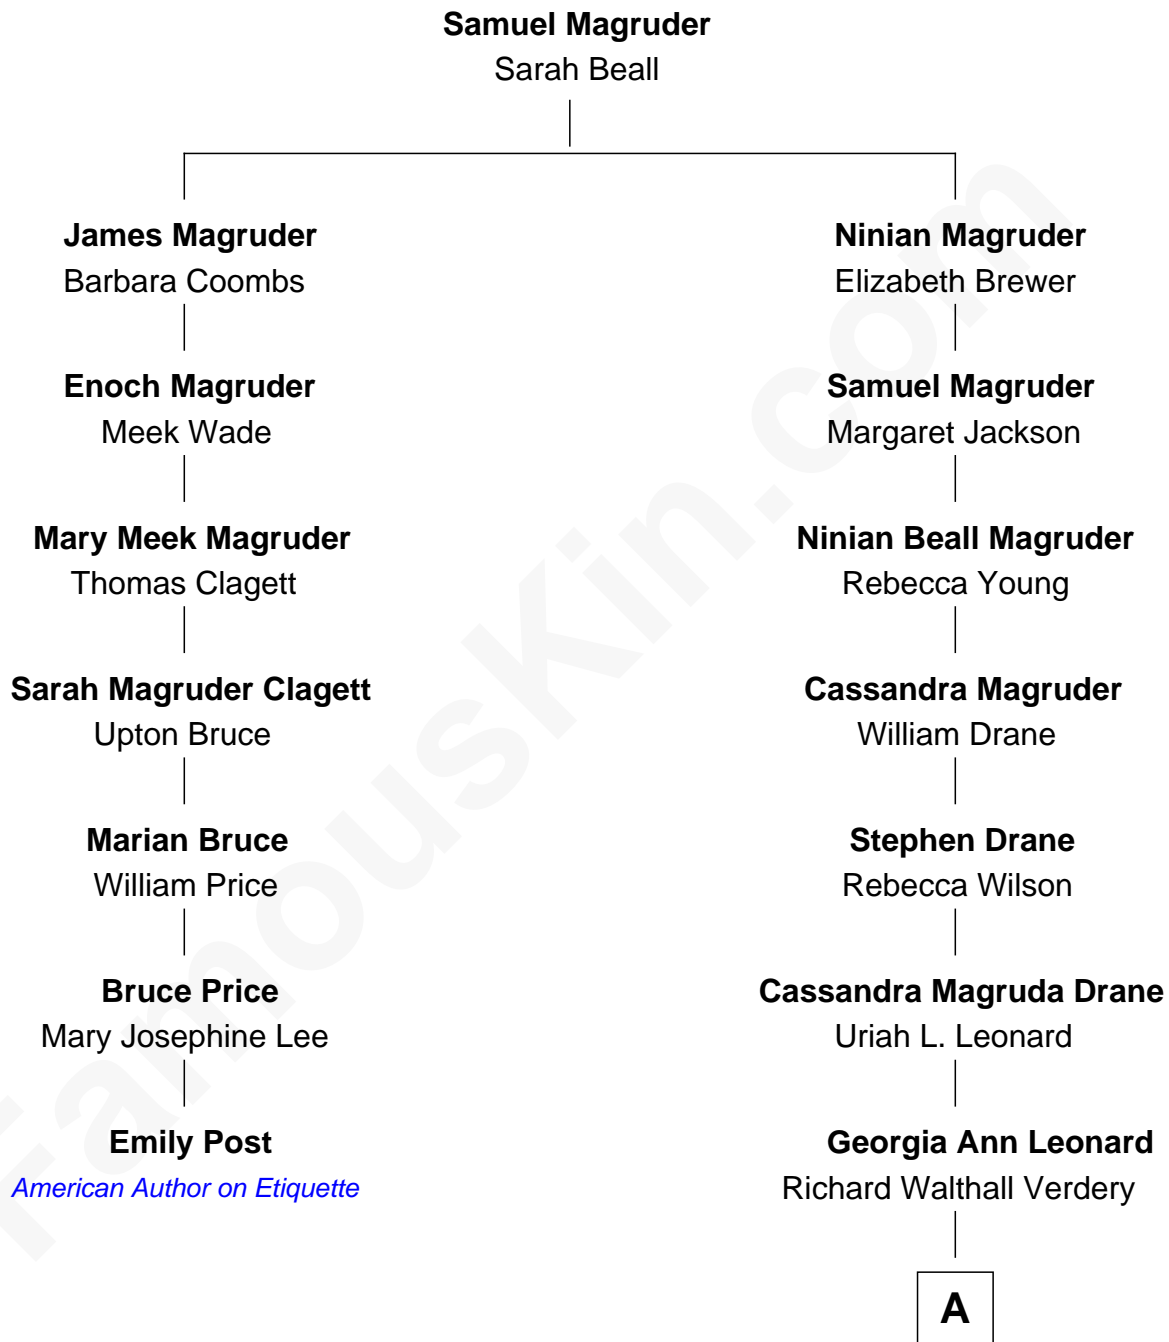 Samuel Magruder
Sarah Beall
James Magruder
Barbara Coombs
Enoch Magruder
Meek Wade
Mary Meek Magruder
Thomas Clagett
Sarah Magruder Clagett
Upton Bruce
Marian Bruce
William Price
Bruce Price
Mary Josephine Lee
Emily Post
American Author on Etiquette
Ninian Magruder
Elizabeth Brewer
Samuel Magruder
Margaret Jackson
Ninian Beall Magruder
Rebecca Young
Cassandra Magruder
William Drane
Stephen Drane
Rebecca Wilson
Cassandra Magruda Drane
Uriah L. Leonard
Georgia Ann Leonard
Richard Walthall Verdery
A
FamousKin.com